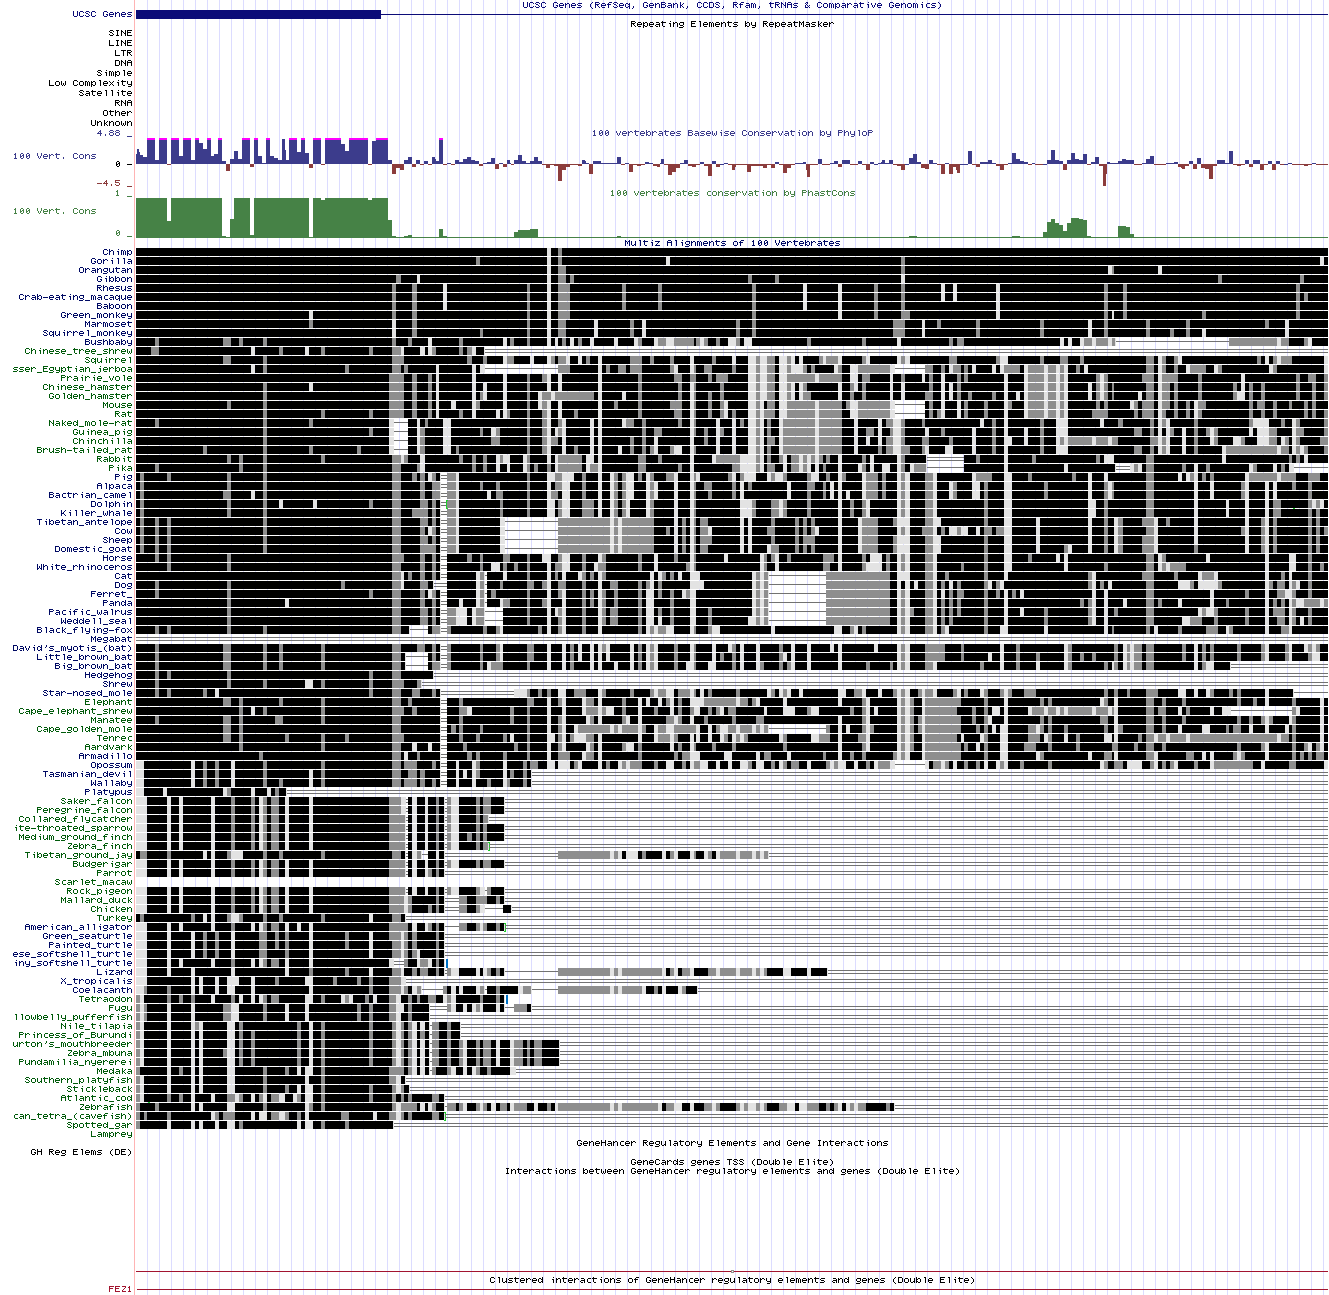 UCSC Genes (RefSeq, GenBank, CCDS, Rfam, tRNAs & Comparative Genomics)
UCSC Genes
Repeating Elements by RepeatMasker
SINE
LINE
LTR
DNA
Simple
Low Complexity
Satellite
RNA
Other
Unknown
100 vertebrates Basewise Conservation by PhyloP
4.88 _
100 Vert. Cons
0 -
-4.5 _
100 vertebrates conservation by PhastCons
1 _
100 Vert. Cons
0 _
Multiz Alignments of 100 Vertebrates
Chimp
Gorilla
Orangutan
Gibbon
Rhesus
Crab-eating_macaque
Baboon
Green_monkey
Marmoset
Squirrel_monkey
Bushbaby
Chinese_tree_shrew
Squirrel
sser_Egyptian_jerboa
Prairie_vole
Chinese_hamster
Golden_hamster
Mouse
Rat
Naked_mole-rat
Guinea_pig
Chinchilla
Brush-tailed_rat
Rabbit
Pika
Pig
Alpaca
Bactrian_camel
Dolphin
Killer_whale
Tibetan_antelope
Cow
Sheep
Domestic_goat
Horse
White_rhinoceros
Cat
Dog
Ferret_
Panda
Pacific_walrus
Weddell_seal
Black_flying-fox
Megabat
David's_myotis_(bat)
Little_brown_bat
Big_brown_bat
Hedgehog
Shrew
Star-nosed_mole
Elephant
Cape_elephant_shrew
Manatee
Cape_golden_mole
Tenrec
Aardvark
Armadillo
Opossum
Tasmanian_devil
Wallaby
Platypus
Saker_falcon
Peregrine_falcon
Collared_flycatcher
ite-throated_sparrow
Medium_ground_finch
Zebra_finch
Tibetan_ground_jay
Budgerigar
Parrot
Scarlet_macaw
Rock_pigeon
Mallard_duck
Chicken
Turkey
American_alligator
Green_seaturtle
Painted_turtle
ese_softshell_turtle
iny_softshell_turtle
Lizard
X_tropicalis
Coelacanth
Tetraodon
Fugu
llowbelly_pufferfish
Nile_tilapia
Princess_of_Burundi
urton's_mouthbreeder
Zebra_mbuna
Pundamilia_nyererei
Medaka
Southern_platyfish
Stickleback
Atlantic_cod
Zebrafish
can_tetra_(cavefish)
Spotted_gar
Lamprey
GeneHancer Regulatory Elements and Gene Interactions
GH Reg Elems (DE)
GeneCards genes TSS (Double Elite)
Interactions between GeneHancer regulatory elements and genes (Double Elite)
Clustered interactions of GeneHancer regulatory elements and genes (Double Elite)
FEZ1